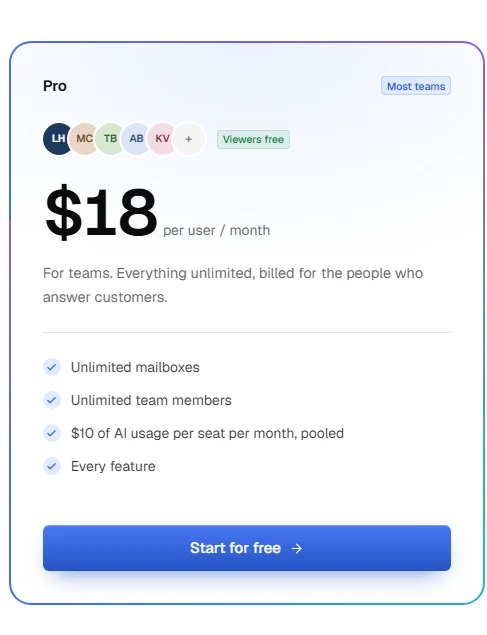 Pro
Most teams
LH MC TB AB KV +
Viewers free
$18 per user / month
For teams. Everything unlimited, billed for the people who
answer customers.
Unlimited mailboxes
Unlimited team members
$10 of AI usage per seat per month, pooled
Every feature
Start for free →